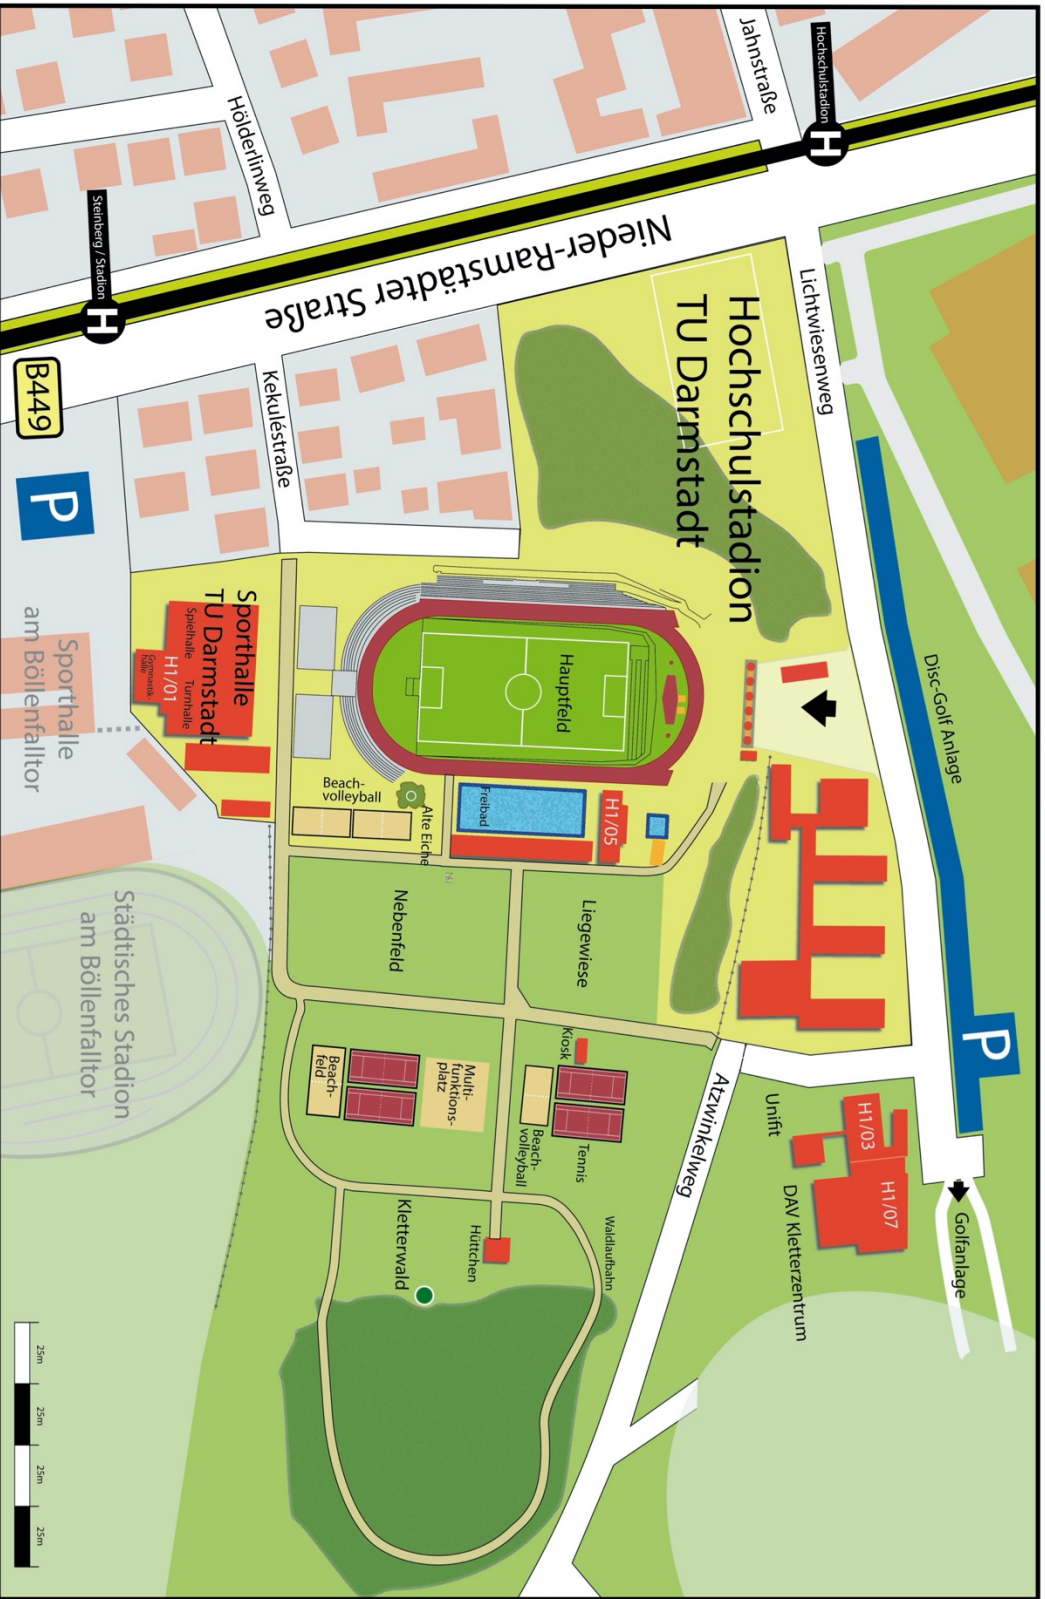 Jahnstraße
Hochschulstadion
H
Hölderlinweg
Steinberg / Stadion
H
Nieder-Ramstädter Straße
B449
Lichtwiesenweg
Hochschulstadion
TU Darmstadt
Kekuléstraße
P
Disc-Golf Anlage
P
Hauptfeld
Sporthalle
TU Darmstadt
Spielhalle Turnhalle
H1/01
Gymnastik-
halle
Sporthalle
am Böllenfalltor
Beach-
volleyball
Alte Eiche
Freibad
H1/05
Liegewiese
Nebenfeld
Städtisches Stadion
am Böllenfalltor
Kiosk
Tennis
Beach-
volleyball
Multi-
funktions-
platz
Beach-
feld
Atzwinkelweg
Unifit
H1/03
H1/07
DAV Kletterzentrum
Golfanlage
Waldlaufbahn
Hüttchen
Kletterwald
25m
25m
25m
25m